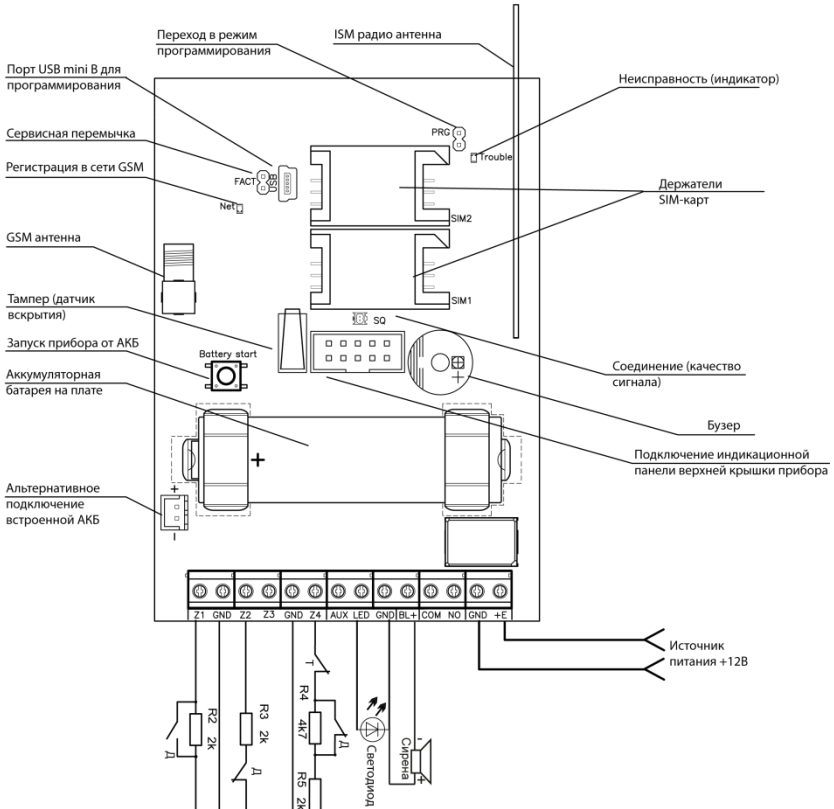 Переход в режим
программирования
ISM радио антенна
Порт USB mini B для
программирования
Неисправность (индикатор)
PRG
Trouble
Сервисная перемычка
FACT
USB
Регистрация в сети GSM
Net
Держатели
SIM-карт
SIM2
GSM антенна
SIM1
Тампер (датчик
вскрытия)
SQ
Запуск прибора от АКБ
Battery start
Соединение (качество
сигнала)
Аккумуляторная
батарея на плате
Бузер
+
Подключение индикационной
панели верхней крышки прибора
Альтернативное
подключение
встроенной АКБ
+
-
Z1 GND Z2 Z3 GND Z4 AUX LED GND BL+ COM NO GND +E
Источник
питания +12В
T
R2 2k
Д
R3 2k
Д
R4
4k7
Д
R5 2k
Светодиод
Сирена
-
+